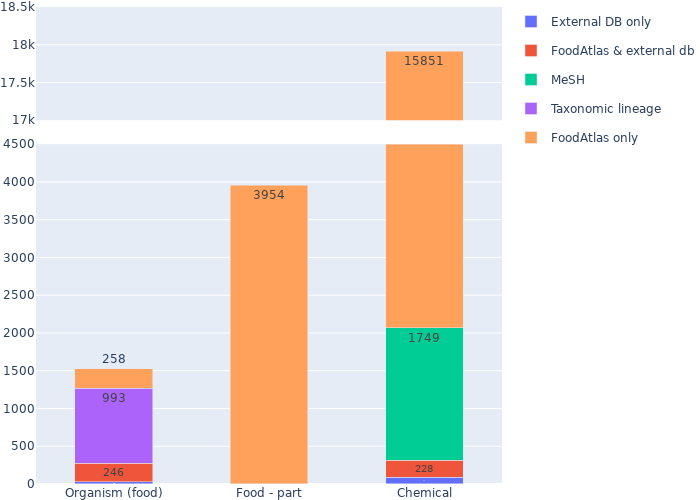 18.5k
18k
17.5k
17k
15851
4500
4000
3500
3000
2500
2000
1500
1000
500
0
3954
1749
258
993
246
228
Organism (food)
Food - part
Chemical
External DB only
FoodAtlas & external db
MeSH
Taxonomic lineage
FoodAtlas only